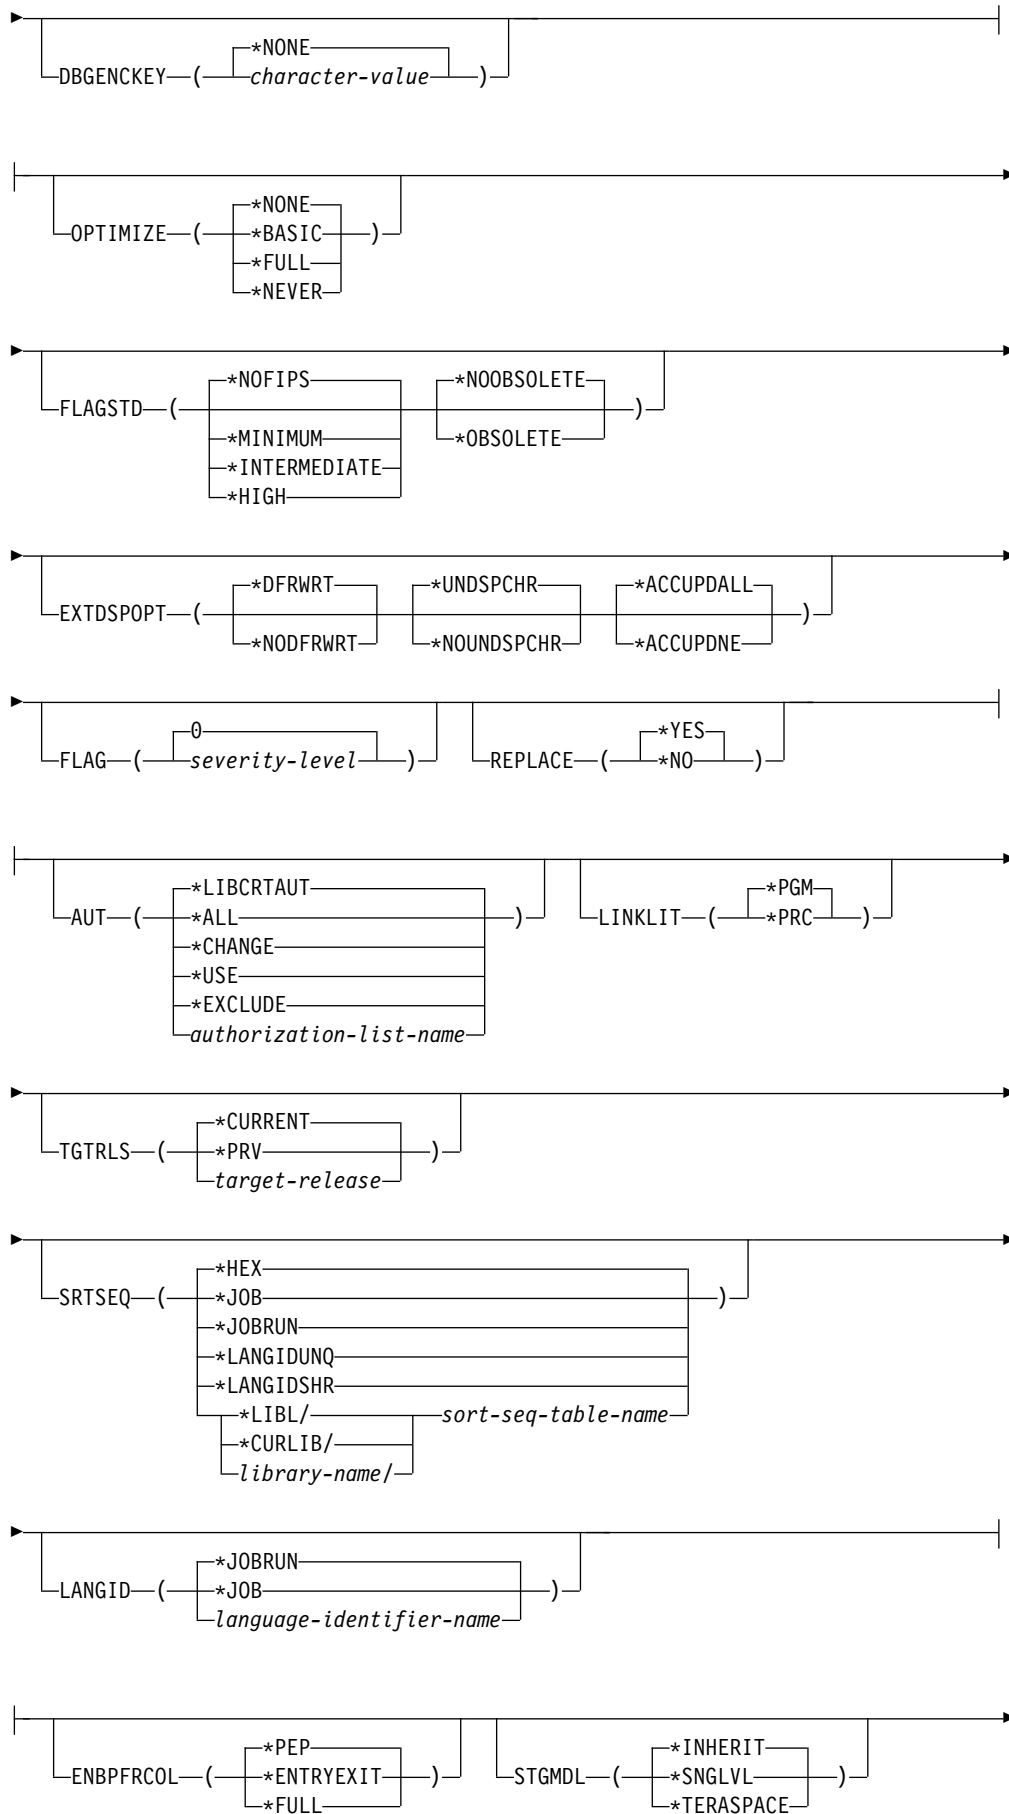 *NONE
DBGENCKEY ( character-value )
*NONE
OPTIMIZE ( *BASIC )
*FULL
*NEVER
*NOFIPS *NOOBSOLETE
FLAGSTD ( )
*MINIMUM *OBSOLETE
*INTERMEDIATE
*HIGH
*DFRWRT *UNDSPCHR *ACCUPDALL
EXTDSPOPT ( )
*NODFRWRT *NOUNDSPCHR *ACCUPDNE
0 *YES
FLAG ( severity-level ) REPLACE ( *NO )
*LIBCRTAUT *PGM
AUT ( *ALL ) LINKLIT ( *PRC )
*CHANGE
*USE
*EXCLUDE
authorization-list-name
*CURRENT
TGTRLS ( *PRV )
target-release
*HEX
SRTSEQ ( *JOB )
*JOBRUN
*LANGIDUNQ
*LANGIDSHR
*LIBL/ sort-seq-table-name
*CURLIB/
library-name/
*JOBRUN
LANGID ( *JOB )
language-identifier-name
*PEP *INHERIT
ENBPFRCOL ( *ENTRYEXIT ) STGMDL ( *SNGLVL )
*FULL *TERASPACE